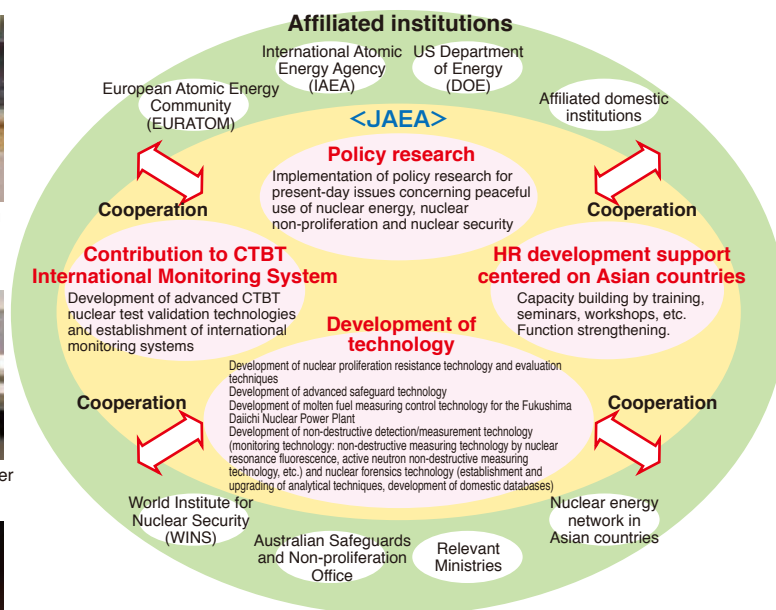 Affiliated institutions
International Atomic
Energy Agency
(IAEA)
US Department
of Energy
(DOE)
European Atomic Energy
Community
(EURATOM)
Affiliated domestic
institutions
<JAEA>
Policy research
Implementation of policy research for
present-day issues concerning peaceful
use of nuclear energy, nuclear
non-proliferation and nuclear security
Cooperation
Cooperation
Contribution to CTBT
International Monitoring System
Development of advanced CTBT
nuclear test validation technologies
and establishment of international
monitoring systems
HR development support
centered on Asian countries
Capacity building by training,
seminars, workshops, etc.
Function strengthening.
Development of
technology
Development of nuclear proliferation resistance technology and evaluation
techniques
Development of advanced safeguard technology
Development of molten fuel measuring control technology for the Fukushima
Daiichi Nuclear Power Plant
Development of non-destructive detection/measurement technology
(monitoring technology: non-destructive measuring technology by nuclear
resonance fluorescence, active neutron non-destructive measuring
technology, etc.) and nuclear forensics technology (establishment and
upgrading of analytical techniques, development of domestic databases)
Cooperation
Cooperation
er
World Institute for
Nuclear Security
(WINS)
Australian Safeguards
and Non-proliferation
Office
Relevant
Ministries
Nuclear energy
network in
Asian countries